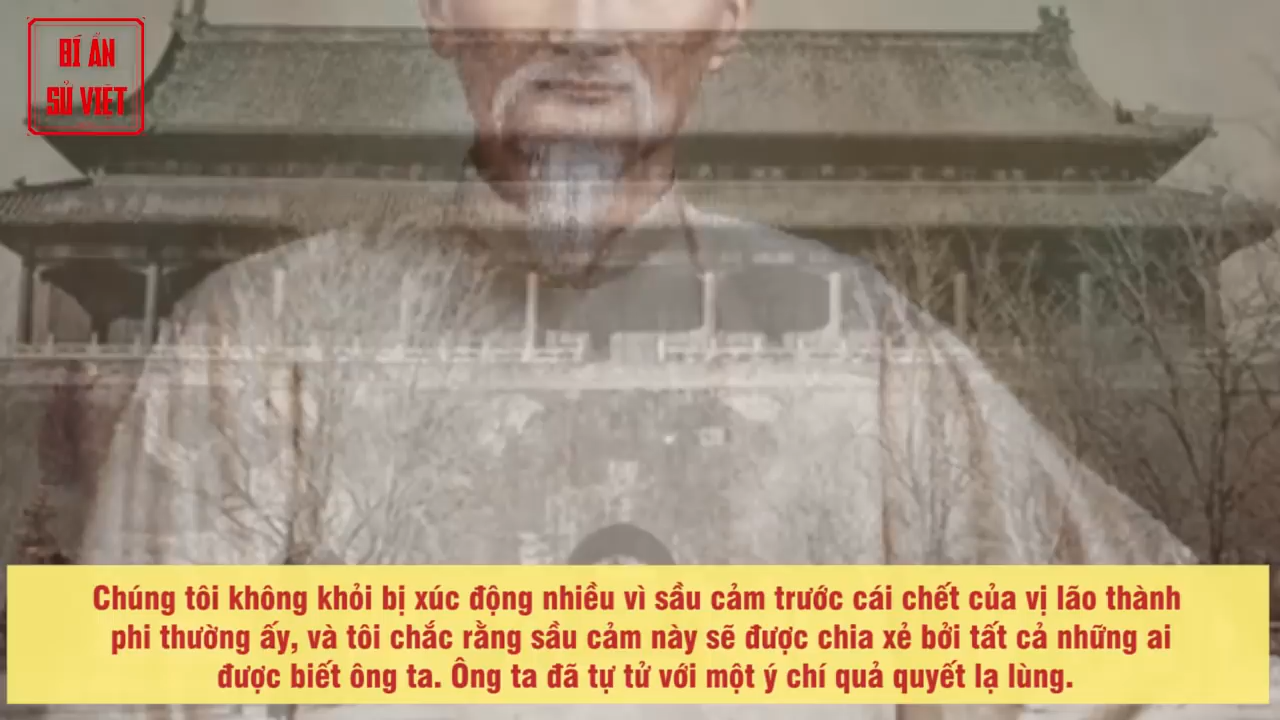 BÍ ẨN
SỬ VIỆT
Chúng tôi không khỏi bị xúc động nhiều vì sầu cảm trước cái chết của vị lão thành
phi thường ấy, và tôi chắc rằng sầu cảm này sẽ được chia xẻ bởi tất cả những ai
được biết ông ta. Ông ta đã tự tử với một ý chí quả quyết lạ lùng.